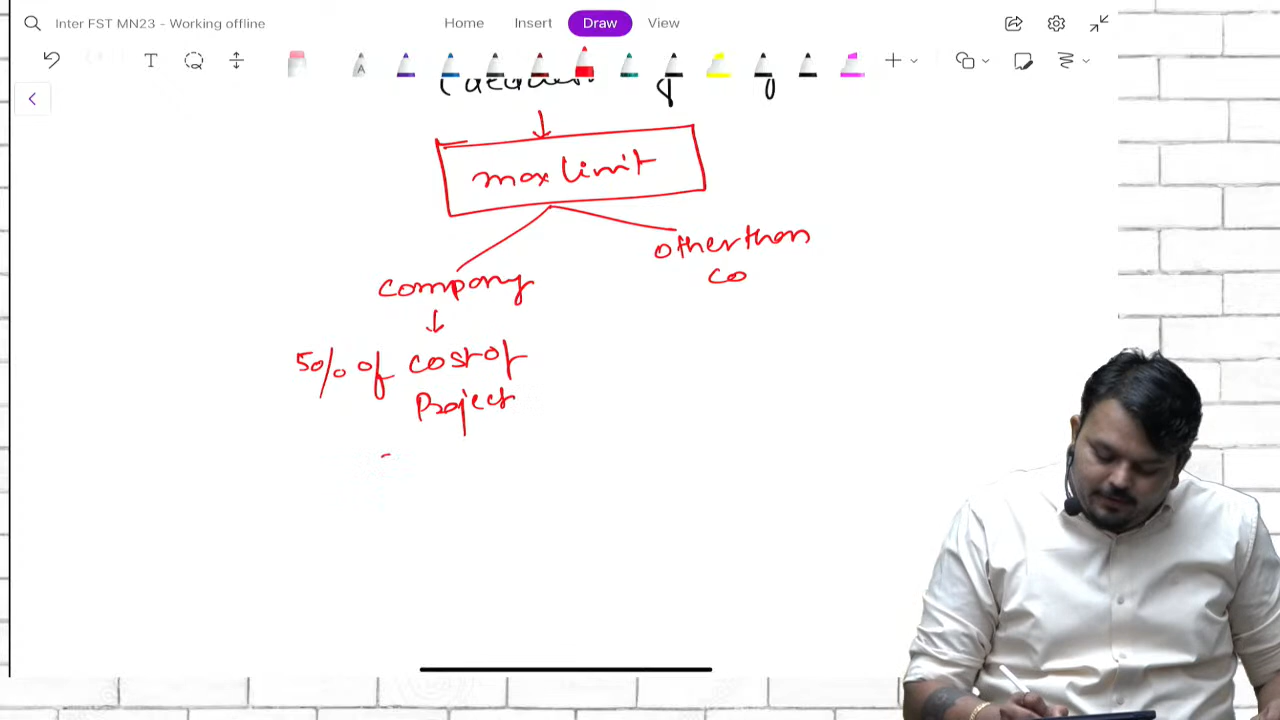 Inter FST MN23 - Working offline
Home Insert Draw View
T
A
max limit
company
other than
co
5% of cost of
Project